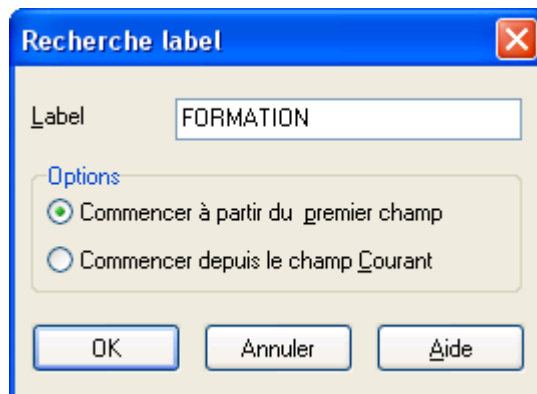 Recherche label
Label FORMATION
Options
Commencer à partir du premier champ
Commencer depuis le champ Courant
OK Annuler Aide